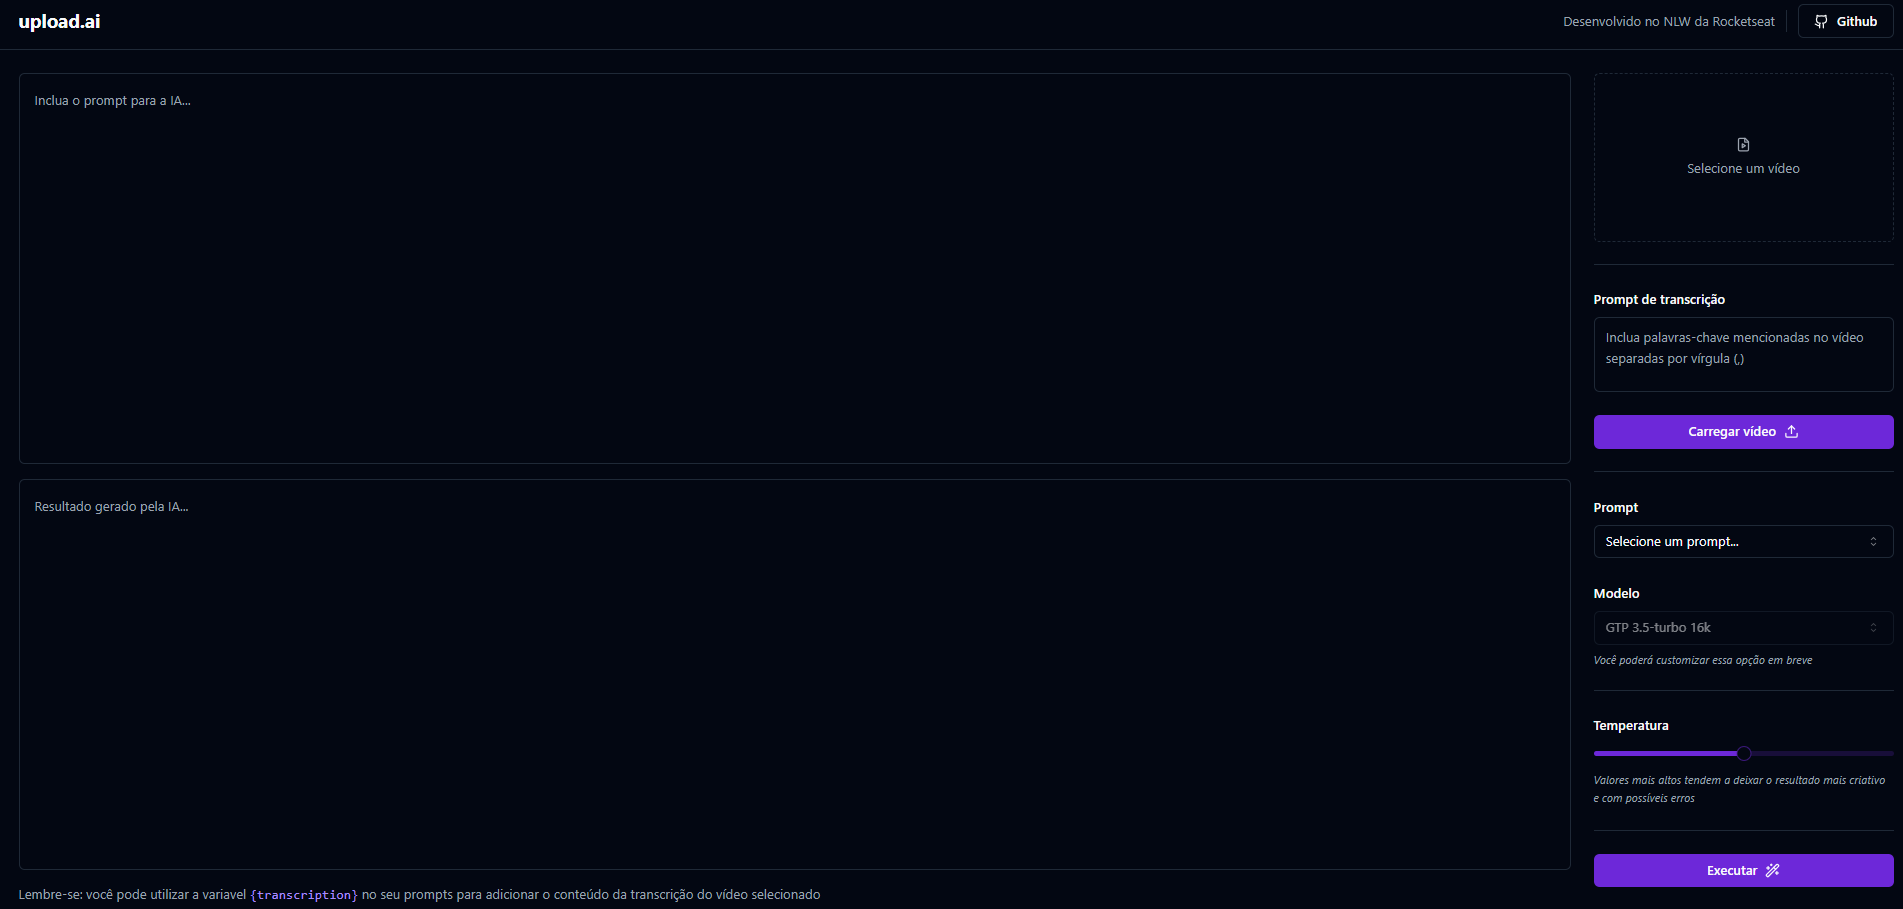 upload.ai
Desenvolvido no NLW da Rocketseat
Github
Inclua o prompt para a IA...
Resultado gerado pela IA...
Lembre-se: você pode utilizar a variavel {transcription} no seu prompts para adicionar o conteúdo da transcrição do vídeo selecionado
Selecione um vídeo
Prompt de transcrição
Inclua palavras-chave mencionadas no vídeo
separadas por vírgula (,)
Carregar vídeo
Prompt
Selecione um prompt...
Modelo
GTP 3.5-turbo 16k
Você poderá customizar essa opção em breve
Temperatura
Valores mais altos tendem a deixar o resultado mais criativo
e com possíveis erros
Executar